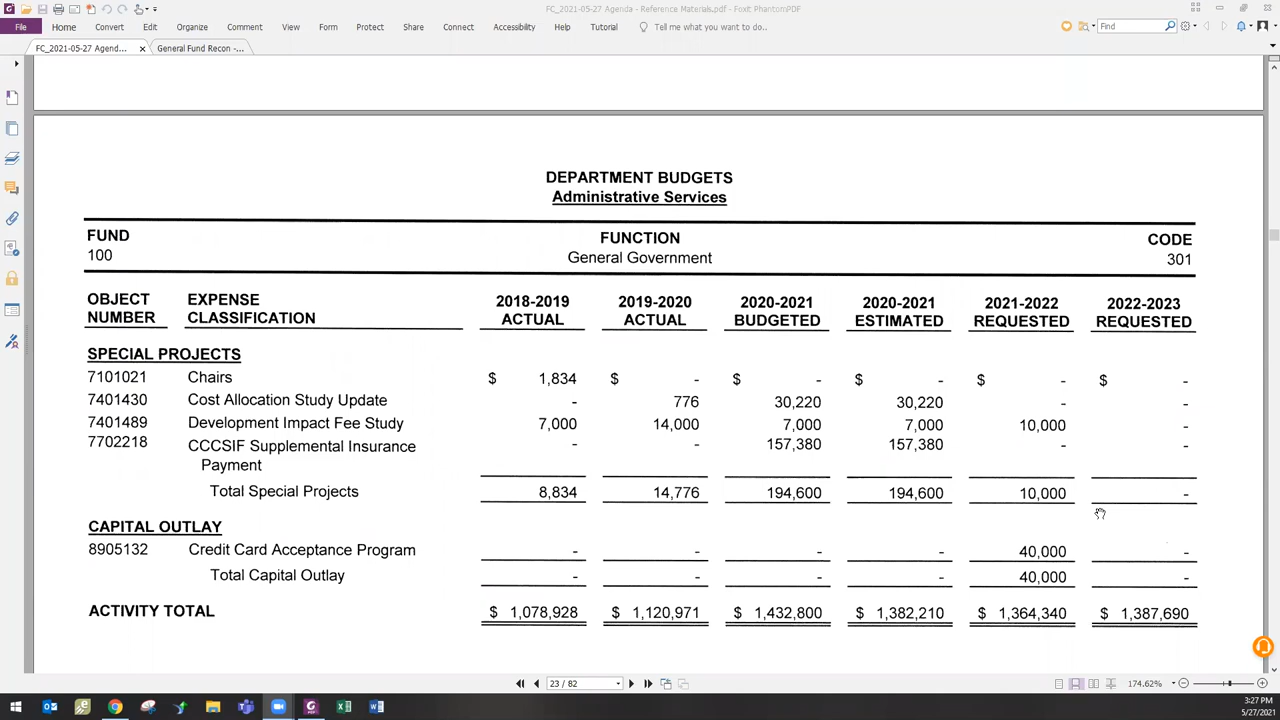 FC_2021-05-27 Agenda - Reference Materials.pdf - Foxit PhantomPDF
File Home Convert Edit Organize Comment View Form Protect Share Connect Accessibility Help Tutorial Tell me what you want to do.. Find
FC_2021-05-27 Agend... General Fund Recon -...
DEPARTMENT BUDGETS
Administrative Services
FUND FUNCTION CODE
100 General Government 301
OBJECT EXPENSE 2018-2019 2019-2020 2020-2021 2020-2021 2021-2022 2022-2023
NUMBER CLASSIFICATION ACTUAL ACTUAL BUDGETED ESTIMATED REQUESTED REQUESTED
SPECIAL PROJECTS
7101021 Chairs $ 1,834 $ - $ - $ - $ - $ -
7401430 Cost Allocation Study Update - 776 30,220 30,220 - -
7401489 Development Impact Fee Study 7,000 14,000 7,000 7,000 10,000 -
7702218 CCCSIF Supplemental Insurance - - 157,380 157,380 - -
Payment
Total Special Projects 8,834 14,776 194,600 194,600 10,000 -
CAPITAL OUTLAY
8905132 Credit Card Acceptance Program - - - - 40,000 -
Total Capital Outlay - - - - 40,000 -
ACTIVITY TOTAL $ 1,078,928 $ 1,120,971 $ 1,432,800 $ 1,382,210 $ 1,364,340 $ 1,387,690
23 / 82 174.62%
3:27 PM
5/27/2021